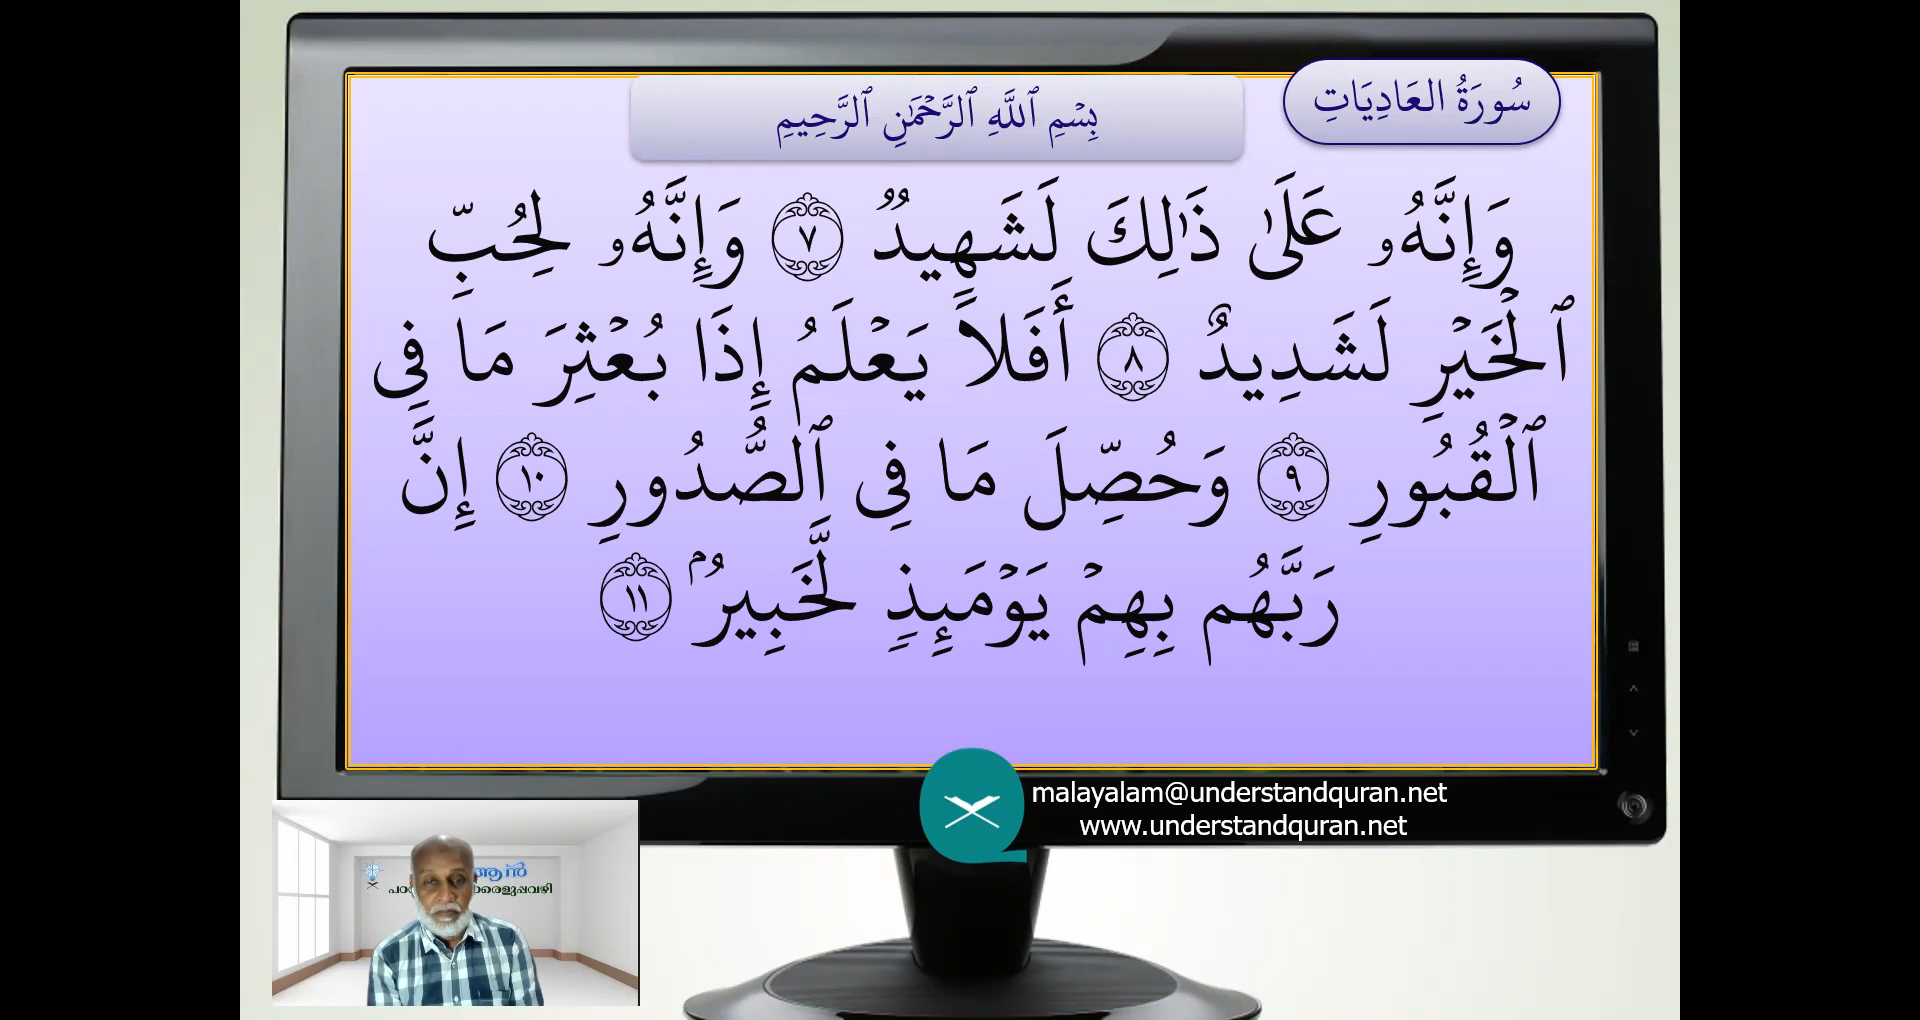 سُورَةُ العَادِيَاتِ
بِسْمِ ٱللَّهِ ٱلرَّحْمَٰنِ ٱلرَّحِيمِ
وَإِنَّهُۥ عَلَىٰ ذَٰلِكَ لَشَهِيدٌ ٧ وَإِنَّهُۥ لِحُبِّ
ٱلْخَيْرِ لَشَدِيدٌ ٨ أَفَلَا يَعْلَمُ إِذَا بُعْثِرَ مَا فِى
ٱلْقُبُورِ ٩ وَحُصِّلَ مَا فِى ٱلصُّدُورِ ١٠ إِنَّ
رَبَّهُم بِهِمْ يَوْمَئِذٍ لَّخَبِيرٌۢ ١١
malayalam@understandquran.net
www.understandquran.net